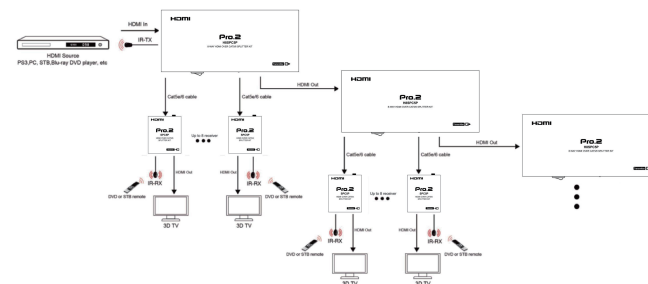 HDMI In
HDMI
Pro.2
IR-TX
HDMI Source
PS3,PC, STB,Blu-ray DVD player, etc
HDMI Out
HDMI
Pro.2
Cat5e/6 cable
Cat5e/6 cable
HDMI
Pro.2
HDMI
Pro.2
Up to 8 receiver
HDMI Out
HDMI
Pro.2
IR-RX
HDMI Out
HDMI Out
IR-RX
DVD or STB remote
DVD or STB remote
3D TV
3D TV
Cat5e/6 cable
Cat5e/6 cable
HDMI
Pro.2
HDMI
Pro.2
Up to 8 receiver
IR-RX
HDMI Out
HDMI Out
IR-RX
DVD or STB remote
DVD or STB remote
3D TV
3D TV